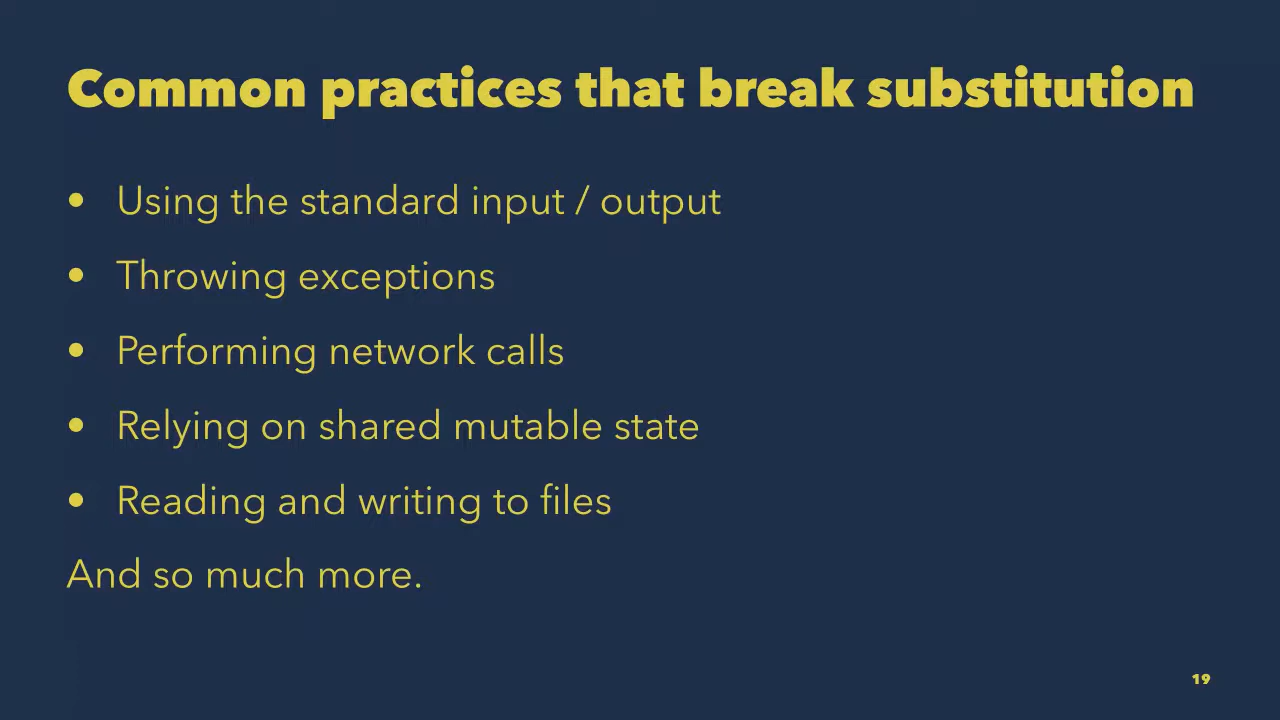 Common practices that break substitution
• Using the standard input / output
• Throwing exceptions
• Performing network calls
• Relying on shared mutable state
• Reading and writing to files
And so much more.
19